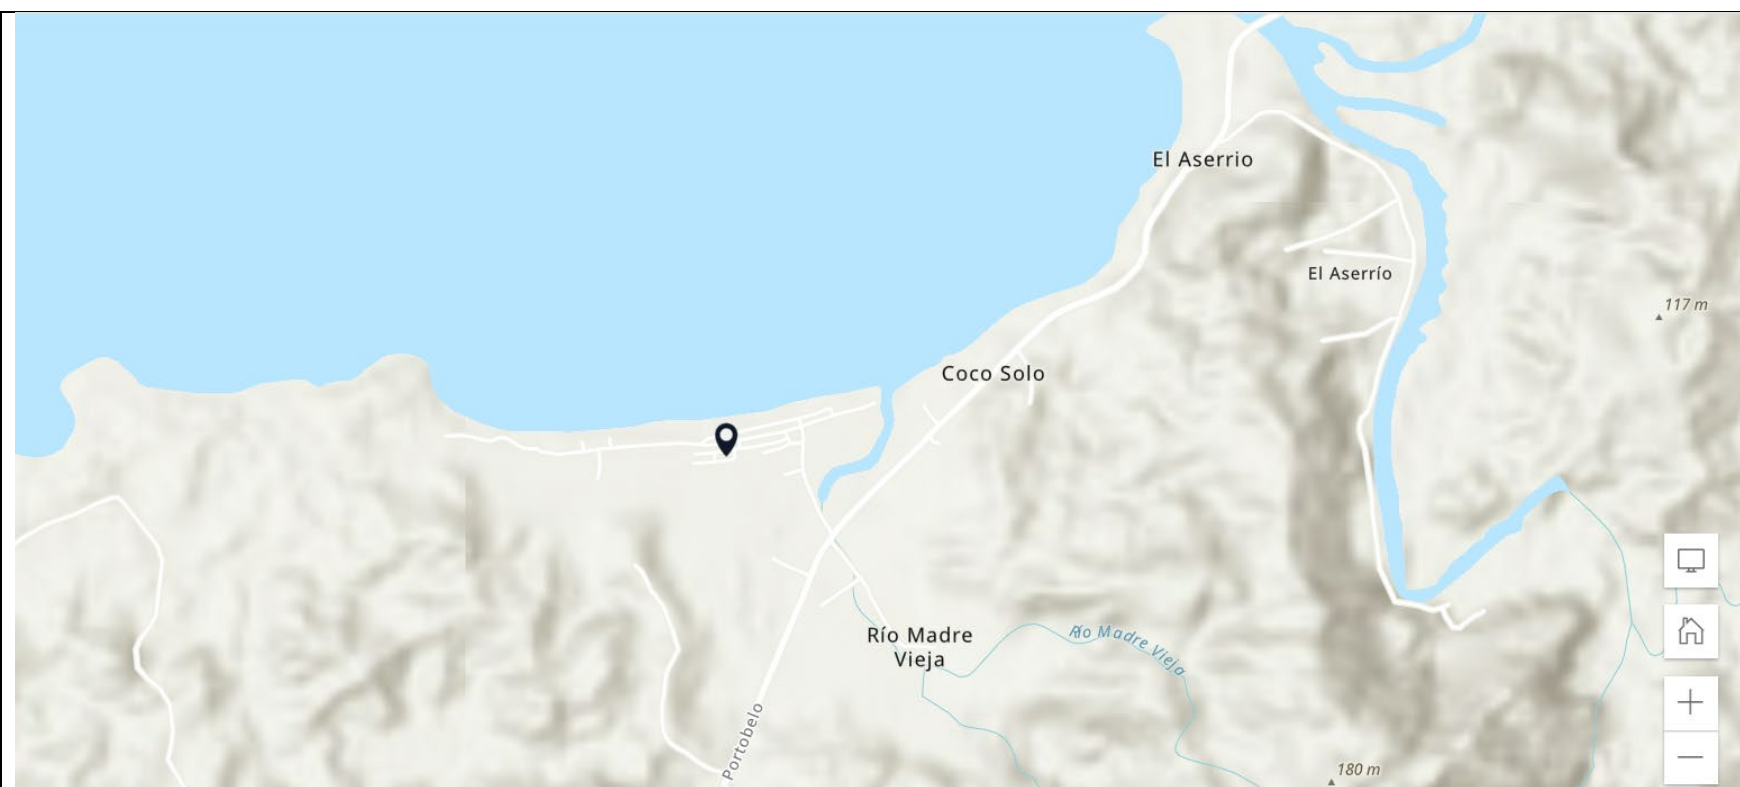 El Aserrio
El Aserrío
117 m
Coco Solo
Río Madre
Vieja
Río Madre Vieja
Portobelo
180 m